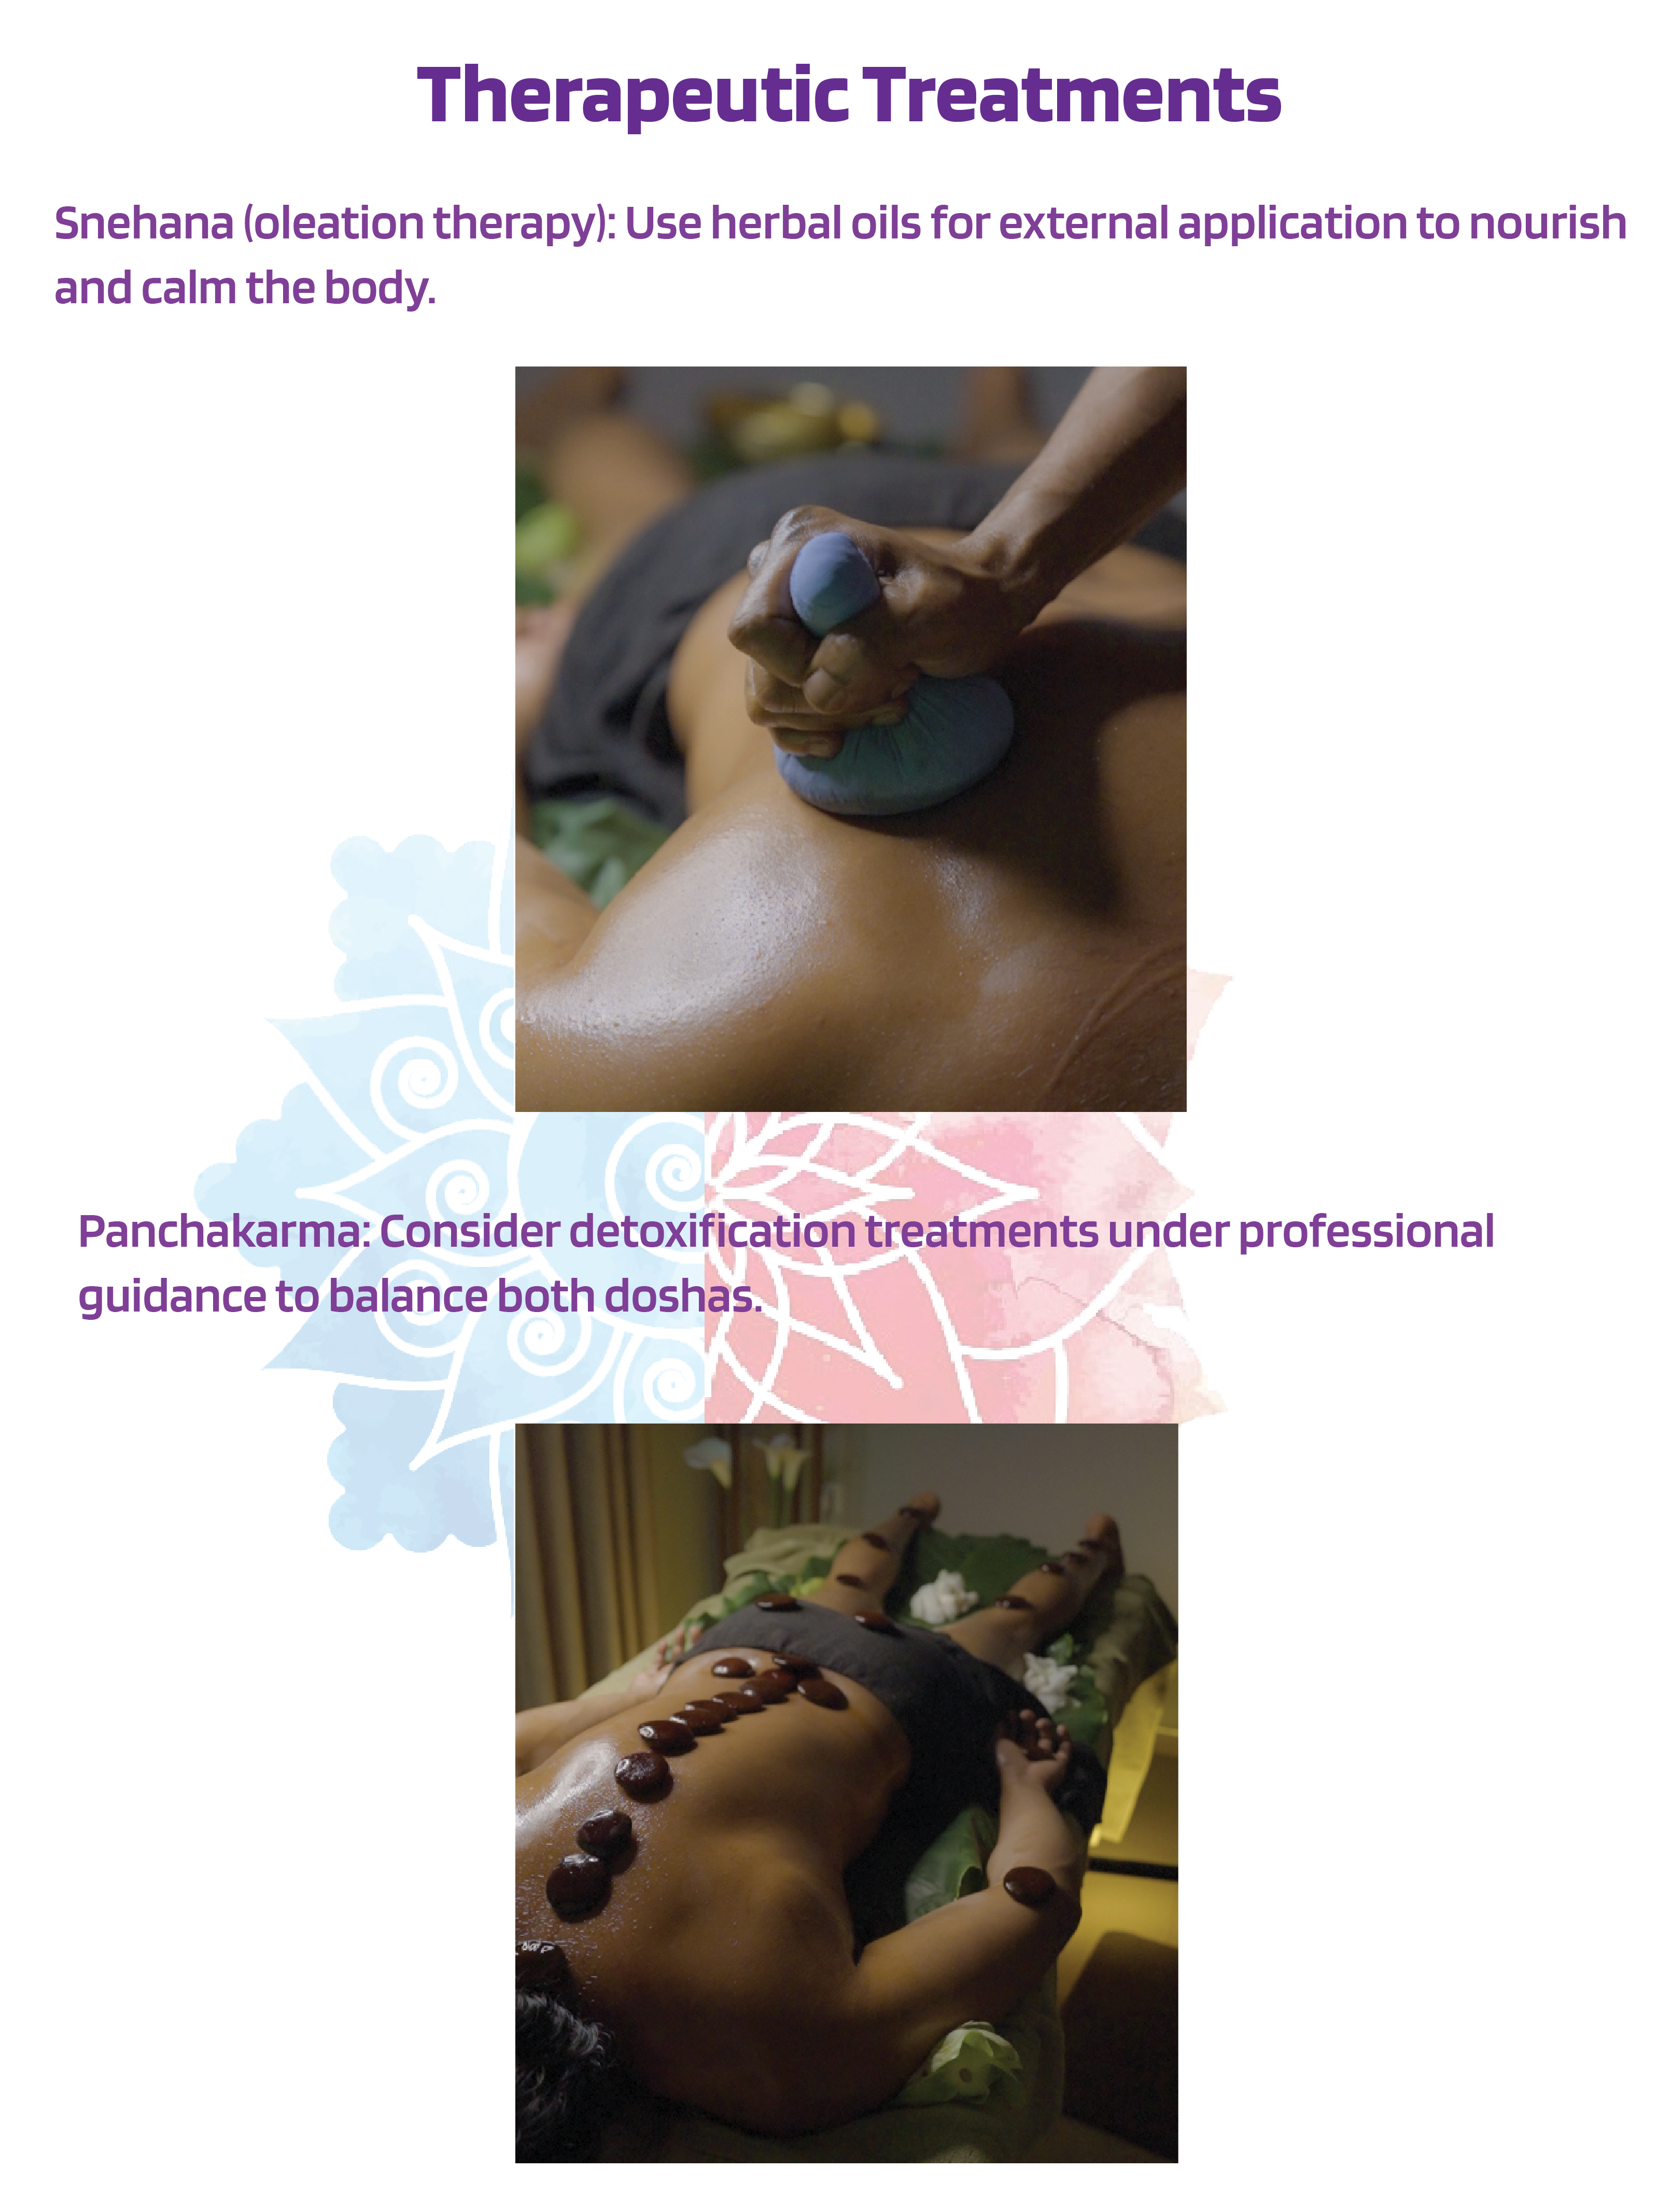 Therapeutic Treatments
Snehana (oleation therapy): Use herbal oils for external application to nourish
and calm the body.
Panchakarma: Consider detoxification treatments under professional
guidance to balance both doshas.